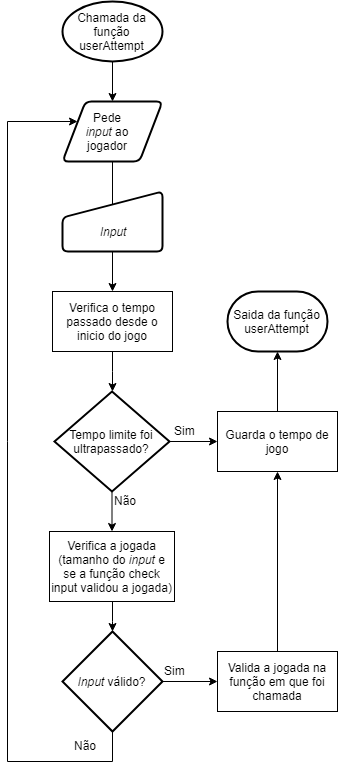 Chamada da
função
userAttempt
Pede
input ao
jogador
Input
Verifica o tempo
passado desde o
inicio do jogo
Saida da função
userAttempt
Tempo limite foi
ultrapassado?
Sim
Guarda o tempo de
jogo
Não
Verifica a jogada
(tamanho do input e
se a função check
input validou a jogada)
Input válido?
Sim
Valida a jogada na
função em que foi
chamada
Não